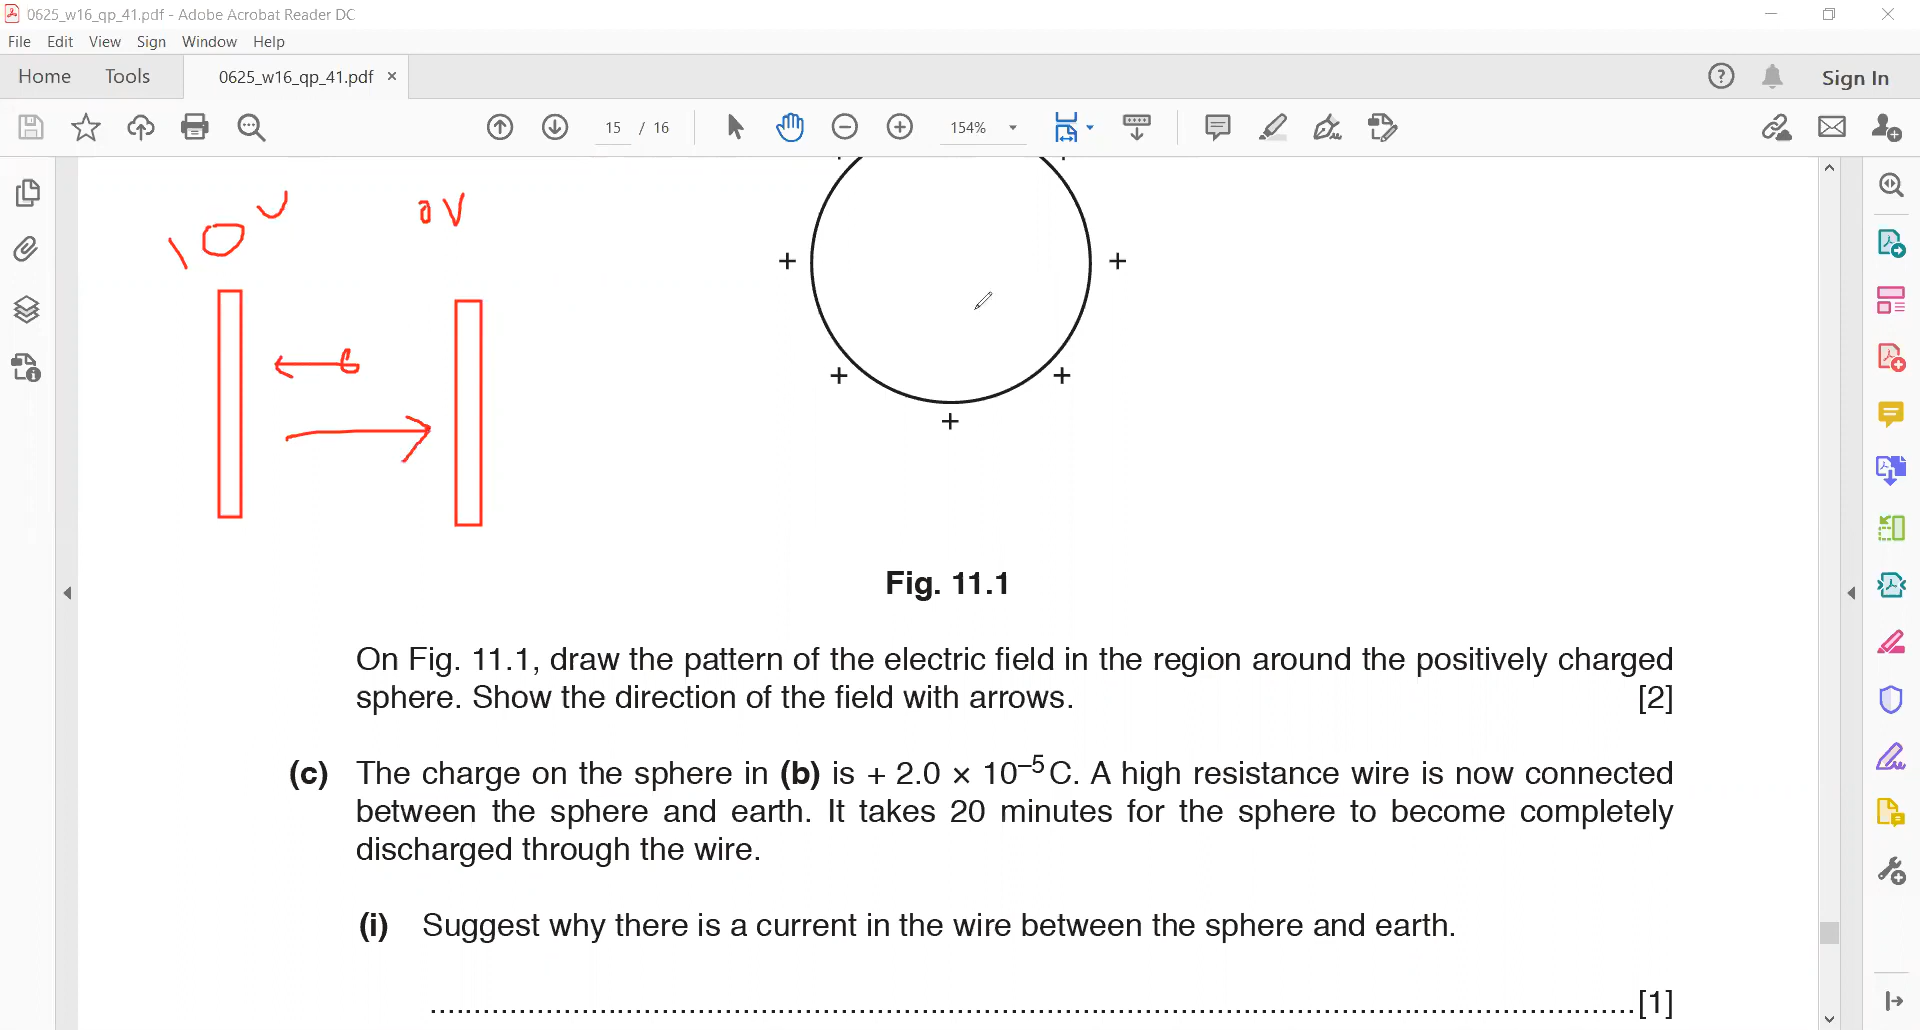 0625_w16_qp_41.pdf - Adobe Acrobat Reader DC
File Edit View Sign Window Help
Home Tools 0625_w16_qp_41.pdf × Sign In
15 / 16 154%
10 V 0 V
+ +
+ +
+
Fig. 11.1
On Fig. 11.1, draw the pattern of the electric field in the region around the positively charged
sphere. Show the direction of the field with arrows. [2]
(c) The charge on the sphere in (b) is + 2.0 × 10⁻⁵ C. A high resistance wire is now connected
between the sphere and earth. It takes 20 minutes for the sphere to become completely
discharged through the wire.
(i) Suggest why there is a current in the wire between the sphere and earth.
........................................................................................................................................[1]